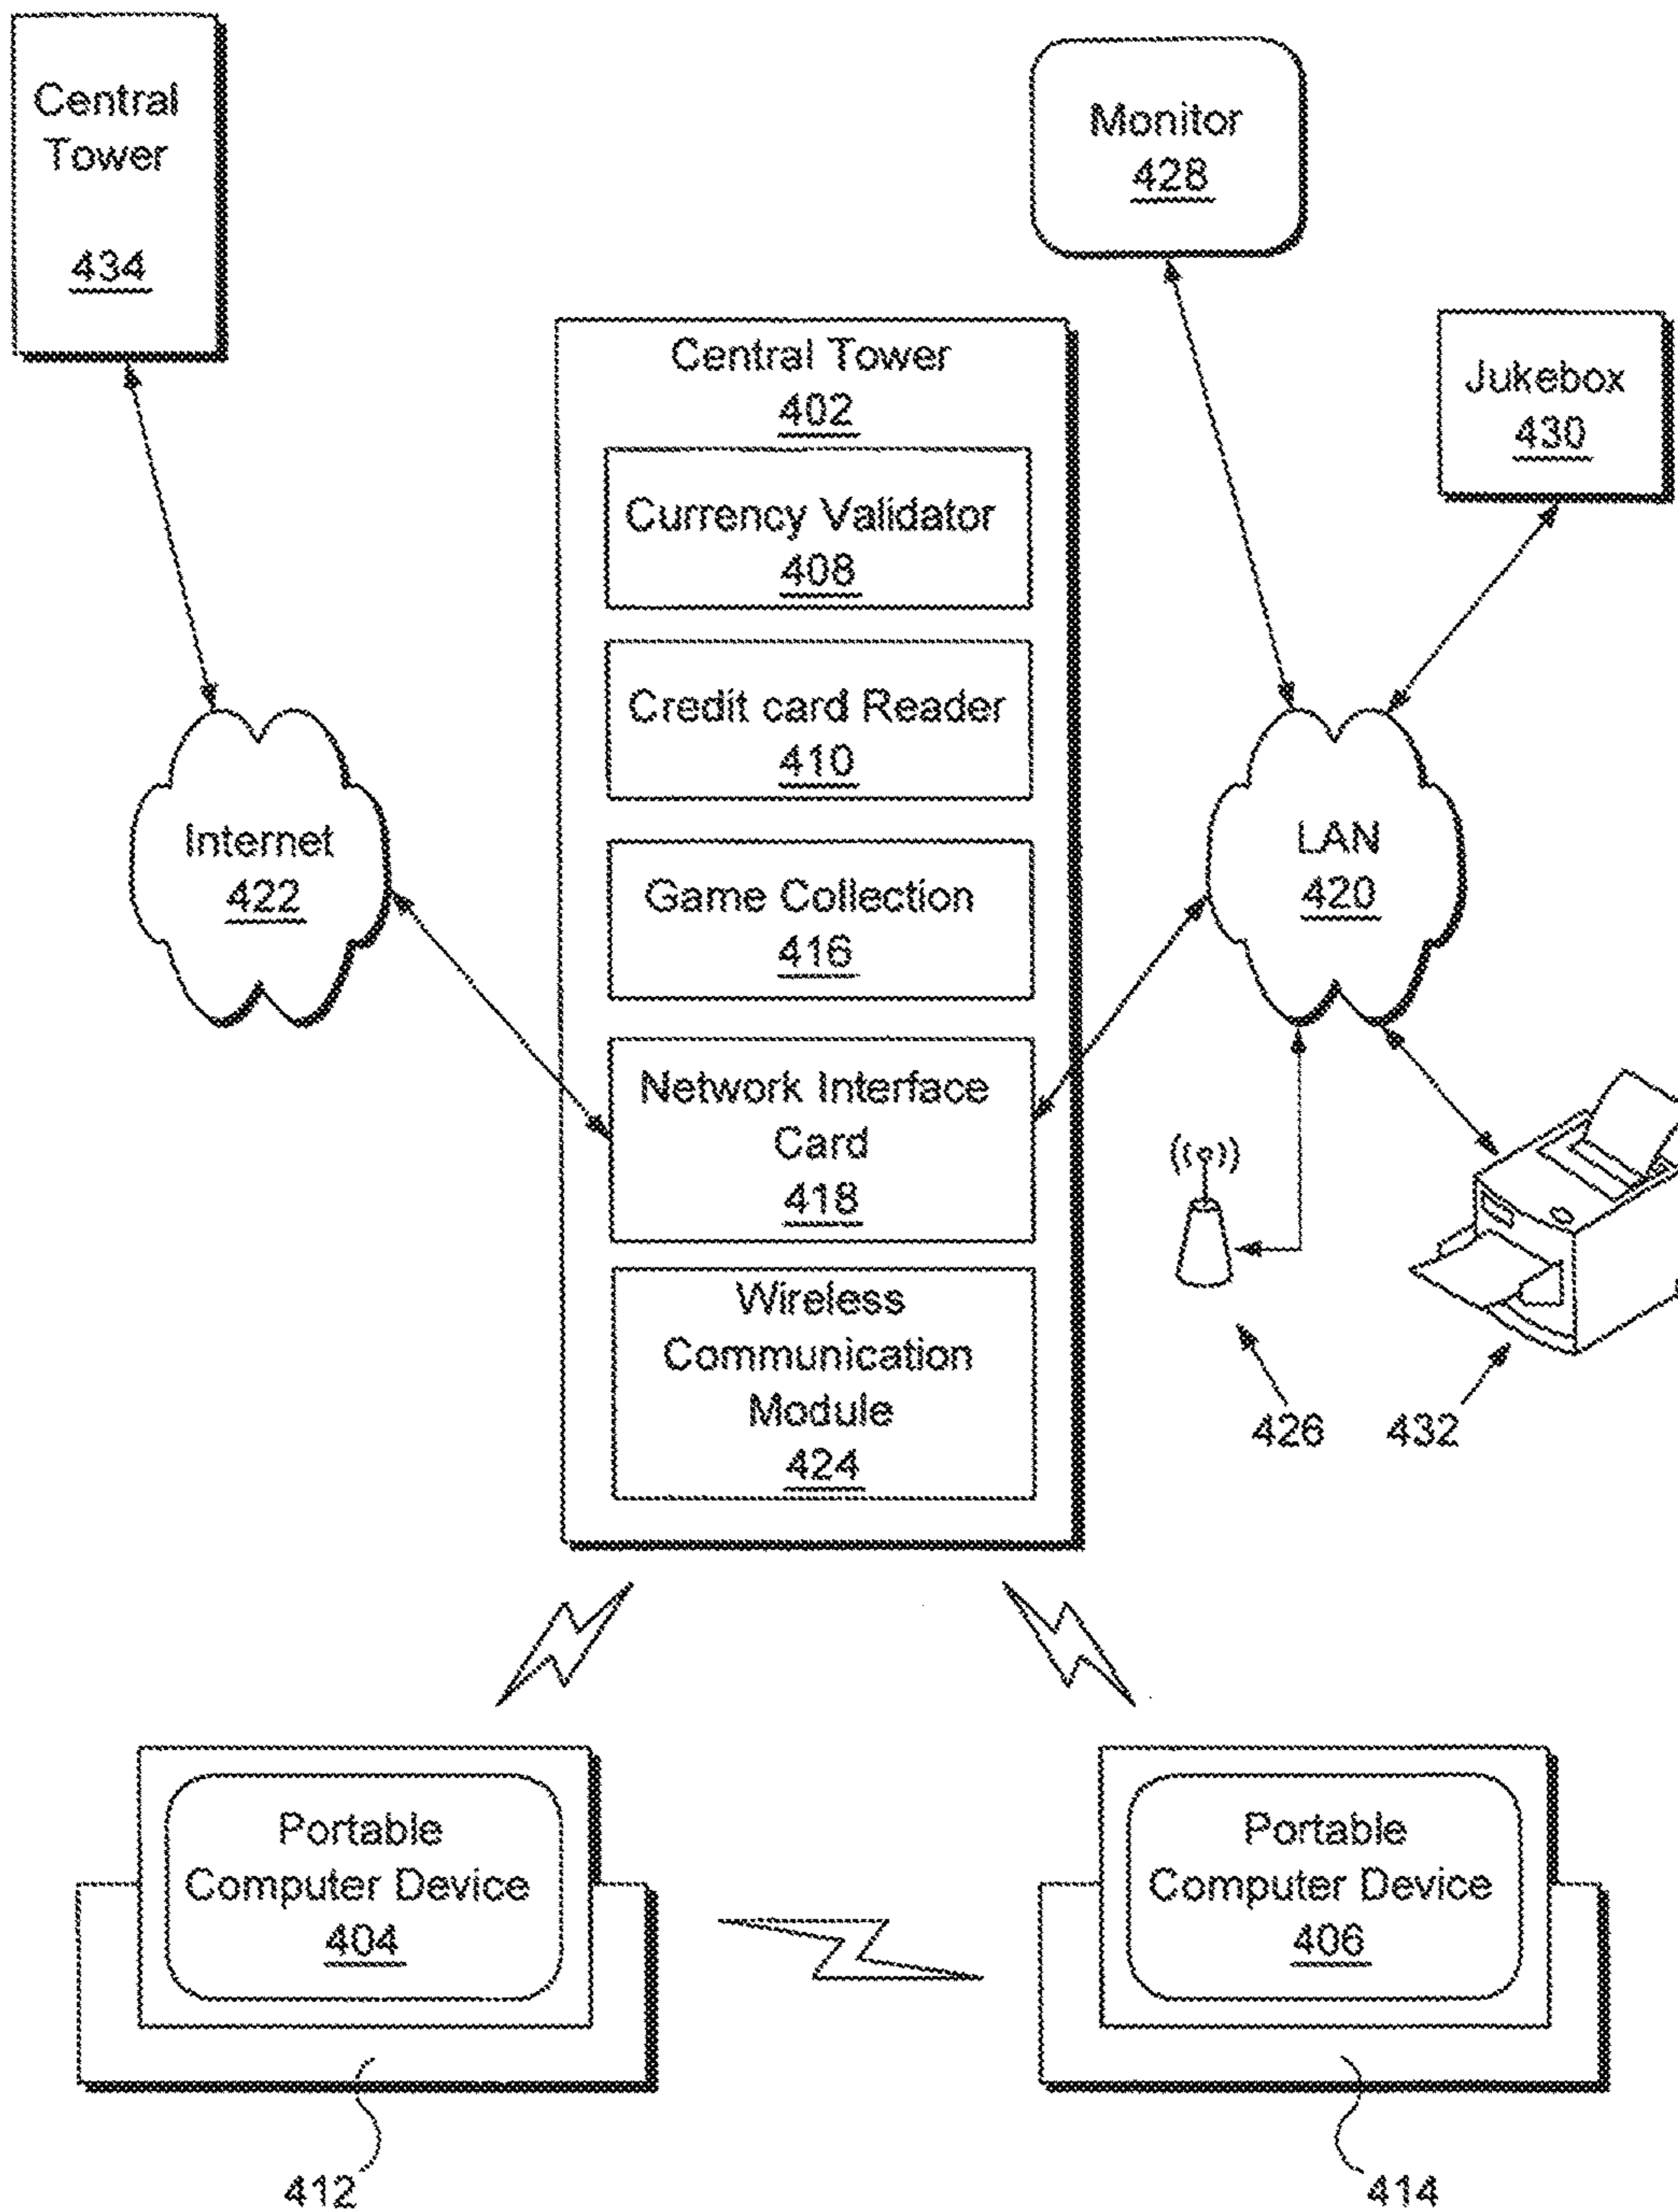 Central
Tower
434
Monitor
428
Jukebox
430
Central Tower
402
Currency Validator
408
Credit card Reader
410
Internet
422
Game Collection
416
LAN
420
Network Interface
Card
418
Wireless
Communication
Module
424
426
432
Portable
Computer Device
404
Portable
Computer Device
406
412
414